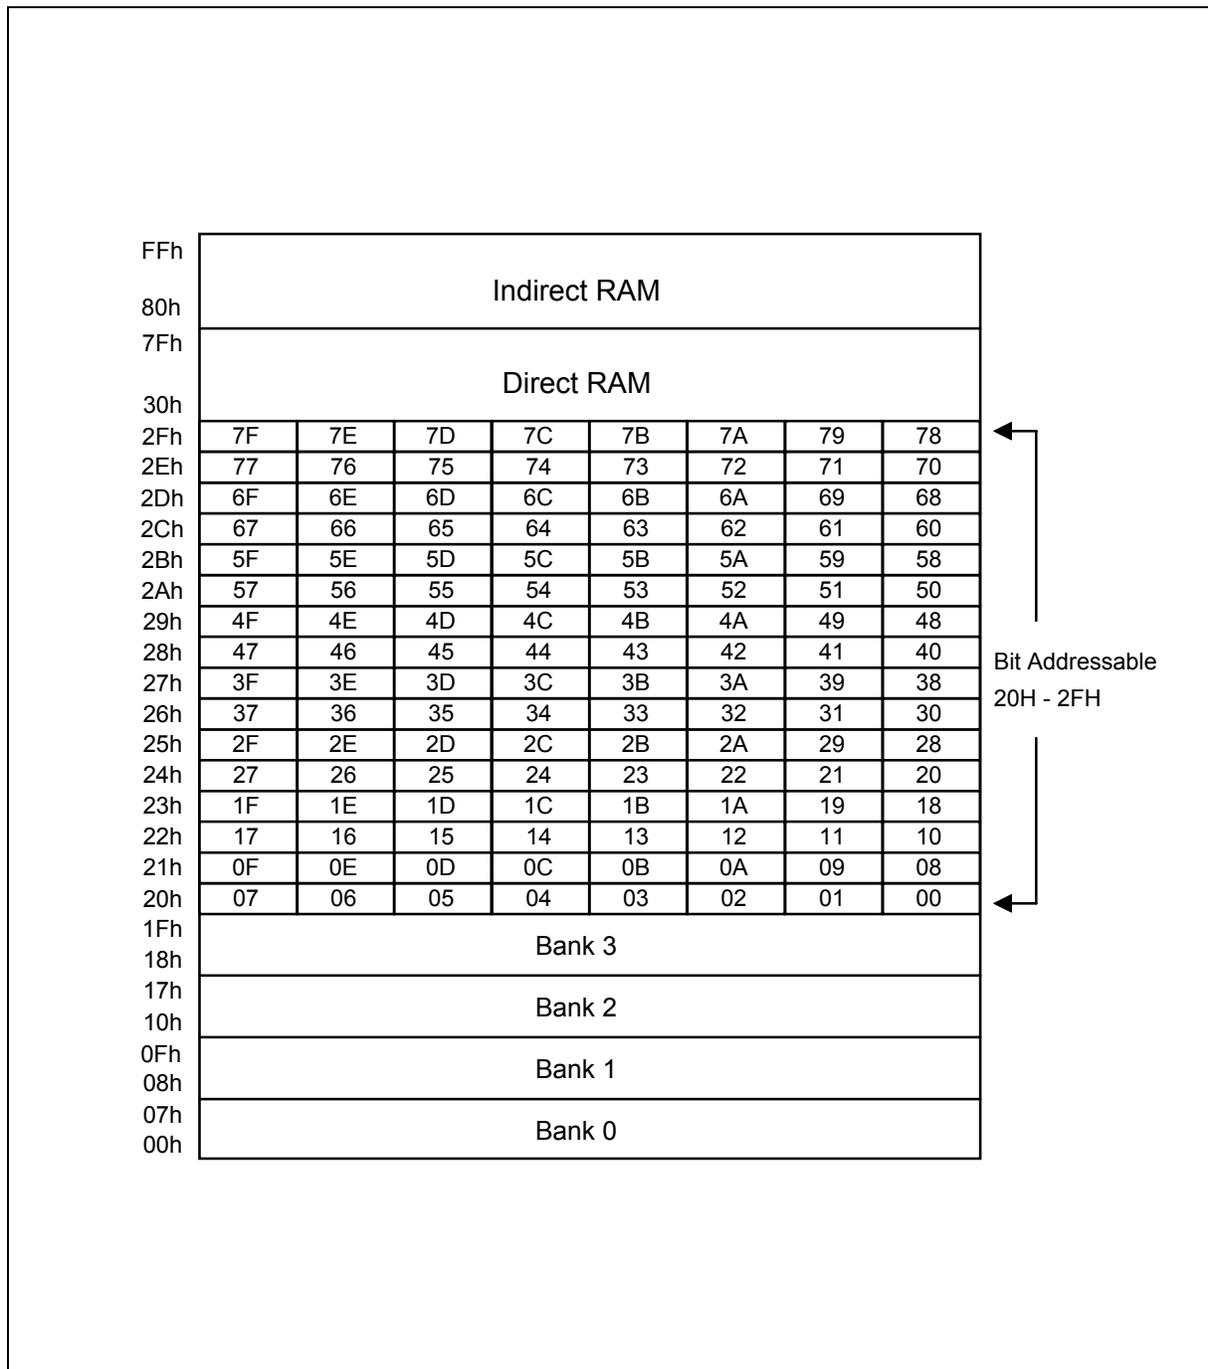 FFh
Indirect RAM
80h
7Fh
Direct RAM
30h
2Fh 7F 7E 7D 7C 7B 7A 79 78
2Eh 77 76 75 74 73 72 71 70
2Dh 6F 6E 6D 6C 6B 6A 69 68
2Ch 67 66 65 64 63 62 61 60
2Bh 5F 5E 5D 5C 5B 5A 59 58
2Ah 57 56 55 54 53 52 51 50
29h 4F 4E 4D 4C 4B 4A 49 48
28h 47 46 45 44 43 42 41 40
27h 3F 3E 3D 3C 3B 3A 39 38
26h 37 36 35 34 33 32 31 30
25h 2F 2E 2D 2C 2B 2A 29 28
24h 27 26 25 24 23 22 21 20
23h 1F 1E 1D 1C 1B 1A 19 18
22h 17 16 15 14 13 12 11 10
21h 0F 0E 0D 0C 0B 0A 09 08
20h 07 06 05 04 03 02 01 00
Bit Addressable
20H - 2FH
1Fh
Bank 3
18h
17h
Bank 2
10h
0Fh
Bank 1
08h
07h
Bank 0
00h